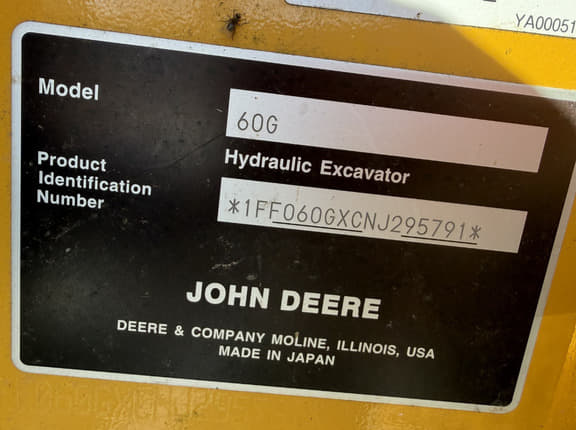 YA00051
Model
60G
Hydraulic Excavator
Product
Identification
Number
*1FF060GXCNJ295791*
JOHN DEERE
DEERE & COMPANY MOLINE, ILLINOIS, USA
MADE IN JAPAN